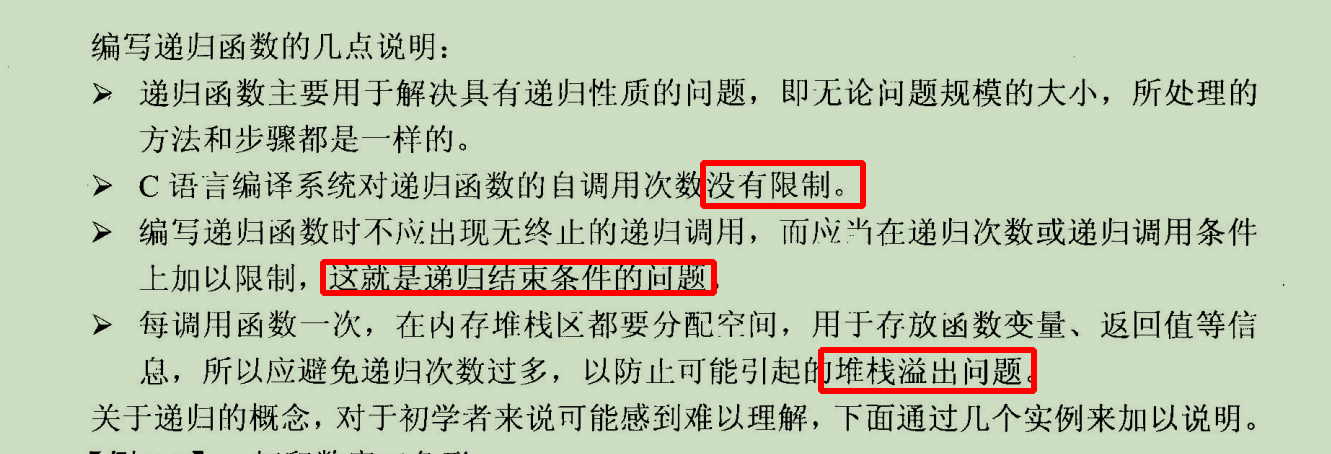 编写递归函数的几点说明：
➢ 递归函数主要用于解决具有递归性质的问题，即无论问题规模的大小，所处理的
方法和步骤都是一样的。
➢ C 语言编译系统对递归函数的自调用次数没有限制。
➢ 编写递归函数时不应出现无终止的递归调用，而应当在递归次数或递归调用条件
上加以限制，这就是递归结束条件的问题
➢ 每调用函数一次，在内存堆栈区都要分配空间，用于存放函数变量、返回值等信
息，所以应避免递归次数过多，以防止可能引起的堆栈溢出问题。
关于递归的概念，对于初学者来说可能感到难以理解，下面通过几个实例来加以说明。